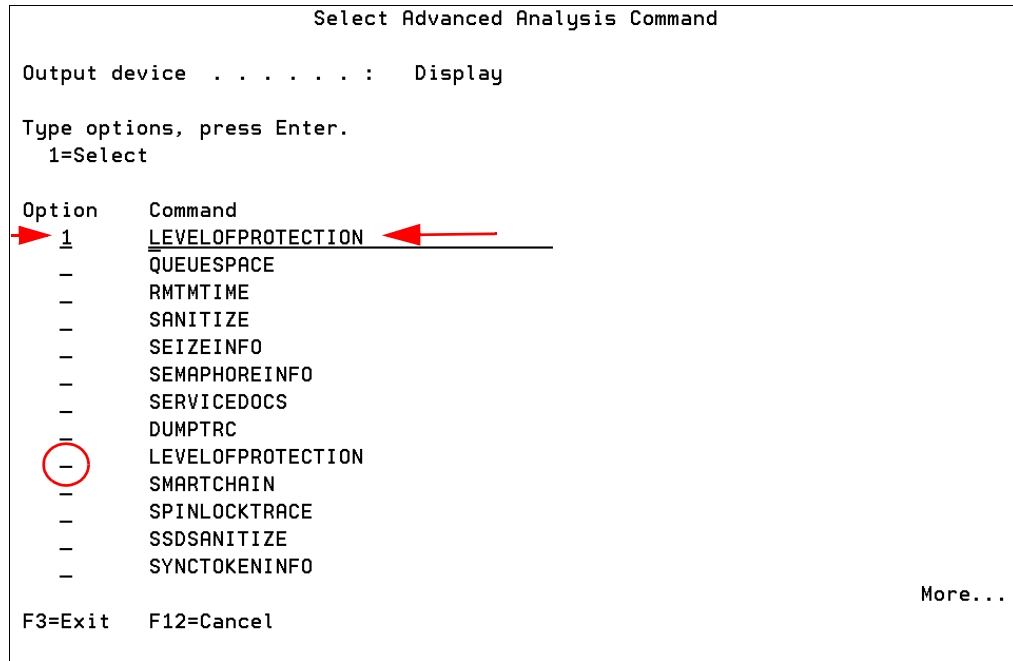 Select Advanced Analysis Command
Output device . . . . . . : Display
Type options, press Enter.
1=Select
Option Command
1 LEVELOFPROTECTION
_ QUEUESPACE
_ RMTMTIME
_ SANITIZE
_ SEIZEINFO
_ SEMAPHOREINFO
_ SERVICEDOCS
_ DUMPTRC
_ LEVELOFPROTECTION
_ SMARTCHAIN
_ SPINLOCKTRACE
_ SSDSANITIZE
_ SYNCTOKENINFO
More...
F3=Exit F12=Cancel